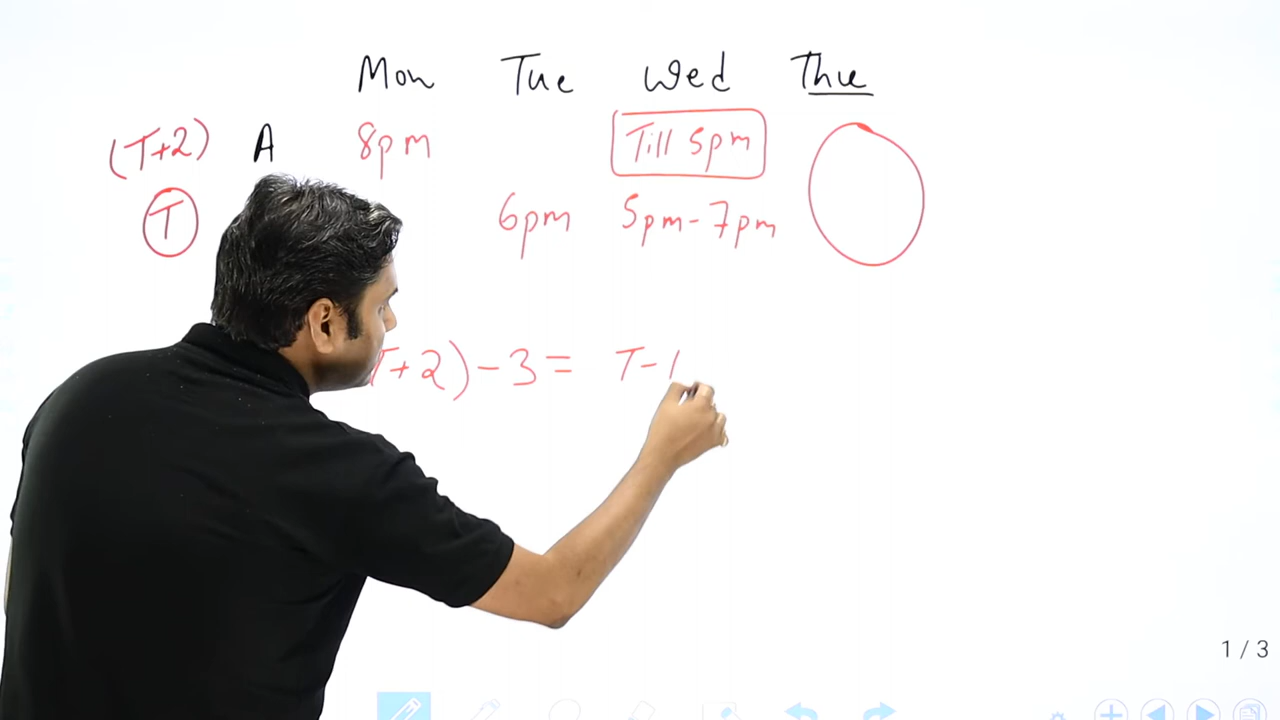 Mon Tue Wed Thu
(T+2) A 8pm Till 5pm
T 6pm 5pm-7pm
T+2)-3= T-1
1 / 3